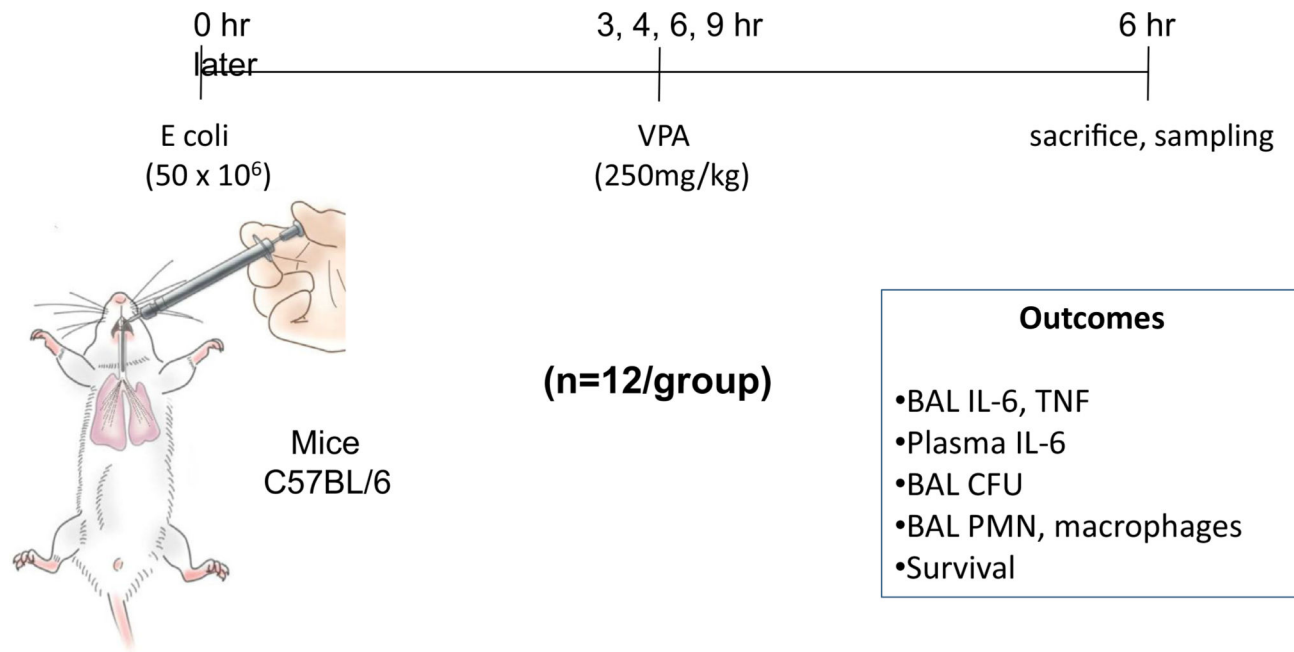 0 hr
later
3, 4, 6, 9 hr
6 hr
E coli
(50 x 10⁶)
VPA
(250mg/kg)
sacrifice, sampling
(n=12/group)
Mice
C57BL/6
Outcomes
•BAL IL-6, TNF
•Plasma IL-6
•BAL CFU
•BAL PMN, macrophages
•Survival